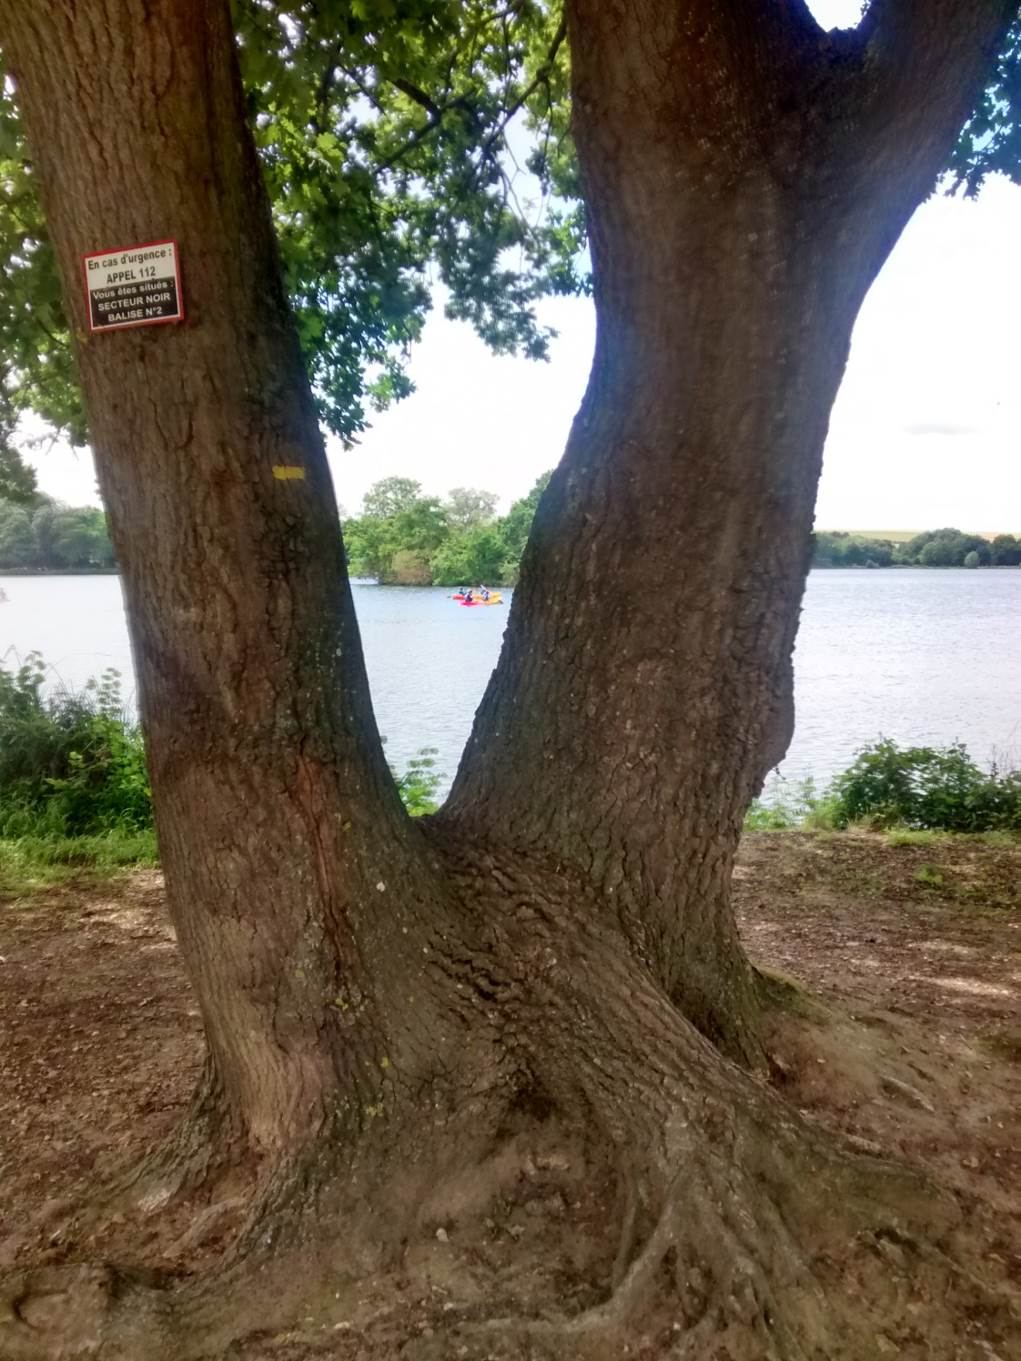 En cas d'urgence :
APPEL 112
Vous êtes situés :
SECTEUR NOIR
BALISE N°2